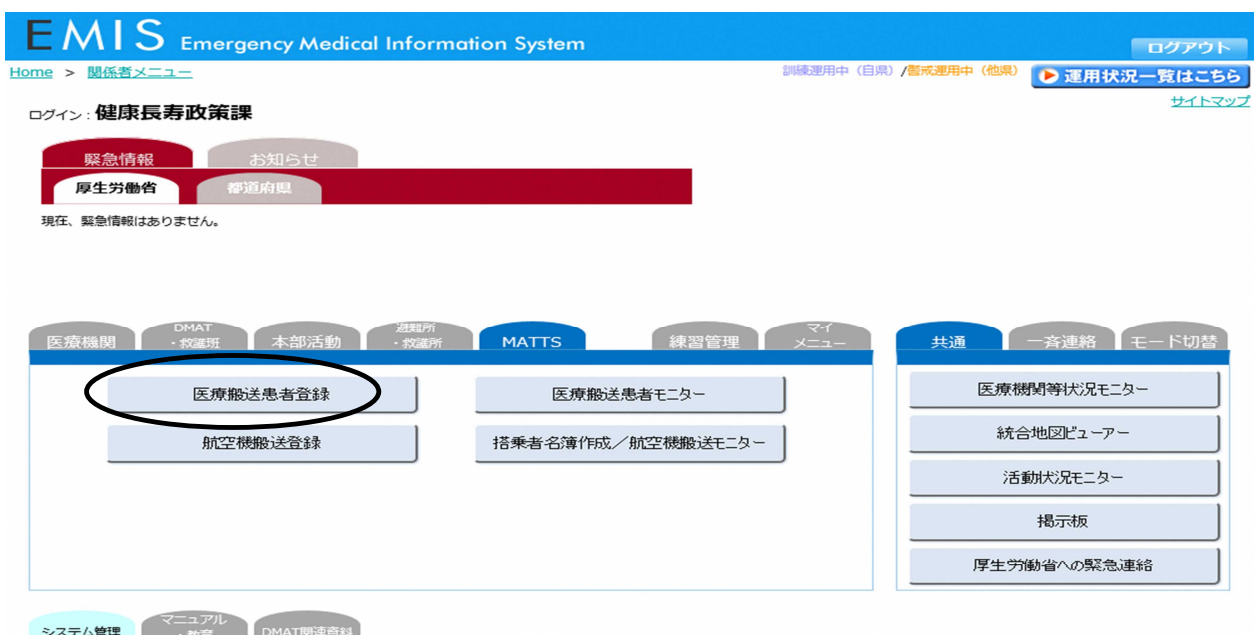 EMIS Emergency Medical Information System
ログアウト
Home > 関係者メニュー
訓練運用中（自県）/警戒運用中（他県）
運用状況一覧はこちら
サイトマップ
ログイン : 健康長寿政策課
緊急情報
お知らせ
厚生労働省
都道府県
現在、緊急情報はありません。
医療機関
DMAT
・救護班
本部活動
避難所
・救護所
MATTS
練習管理
マイ
メニュー
共通
一斉連絡
モード切替
医療搬送患者登録
医療搬送患者モニター
航空機搬送登録
搭乗者名簿作成／航空機搬送モニター
医療機関等状況モニター
統合地図ビューアー
活動状況モニター
掲示板
厚生労働省への緊急連絡
システム管理
マニュアル
・教育
DMAT関連資料